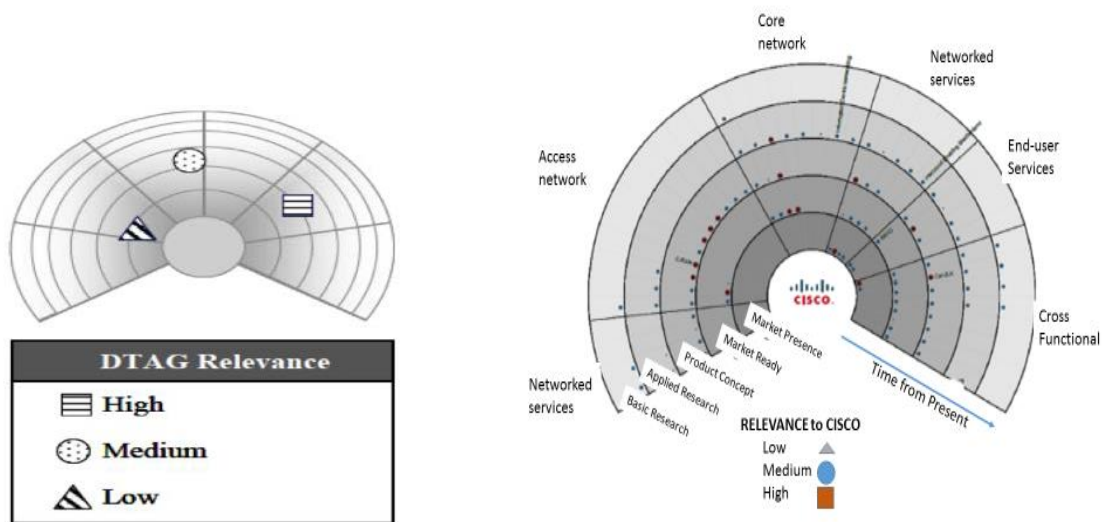 DTAG Relevance
High
Medium
Low
Core
network
Networked
services
End-user
Services
Access
network
Cross
Functional
Networked
services
CISCO
Market Presence
Market Ready
Product Concept
Applied Research
Basic Research
Time from Present
RELEVANCE to CISCO
Low
Medium
High